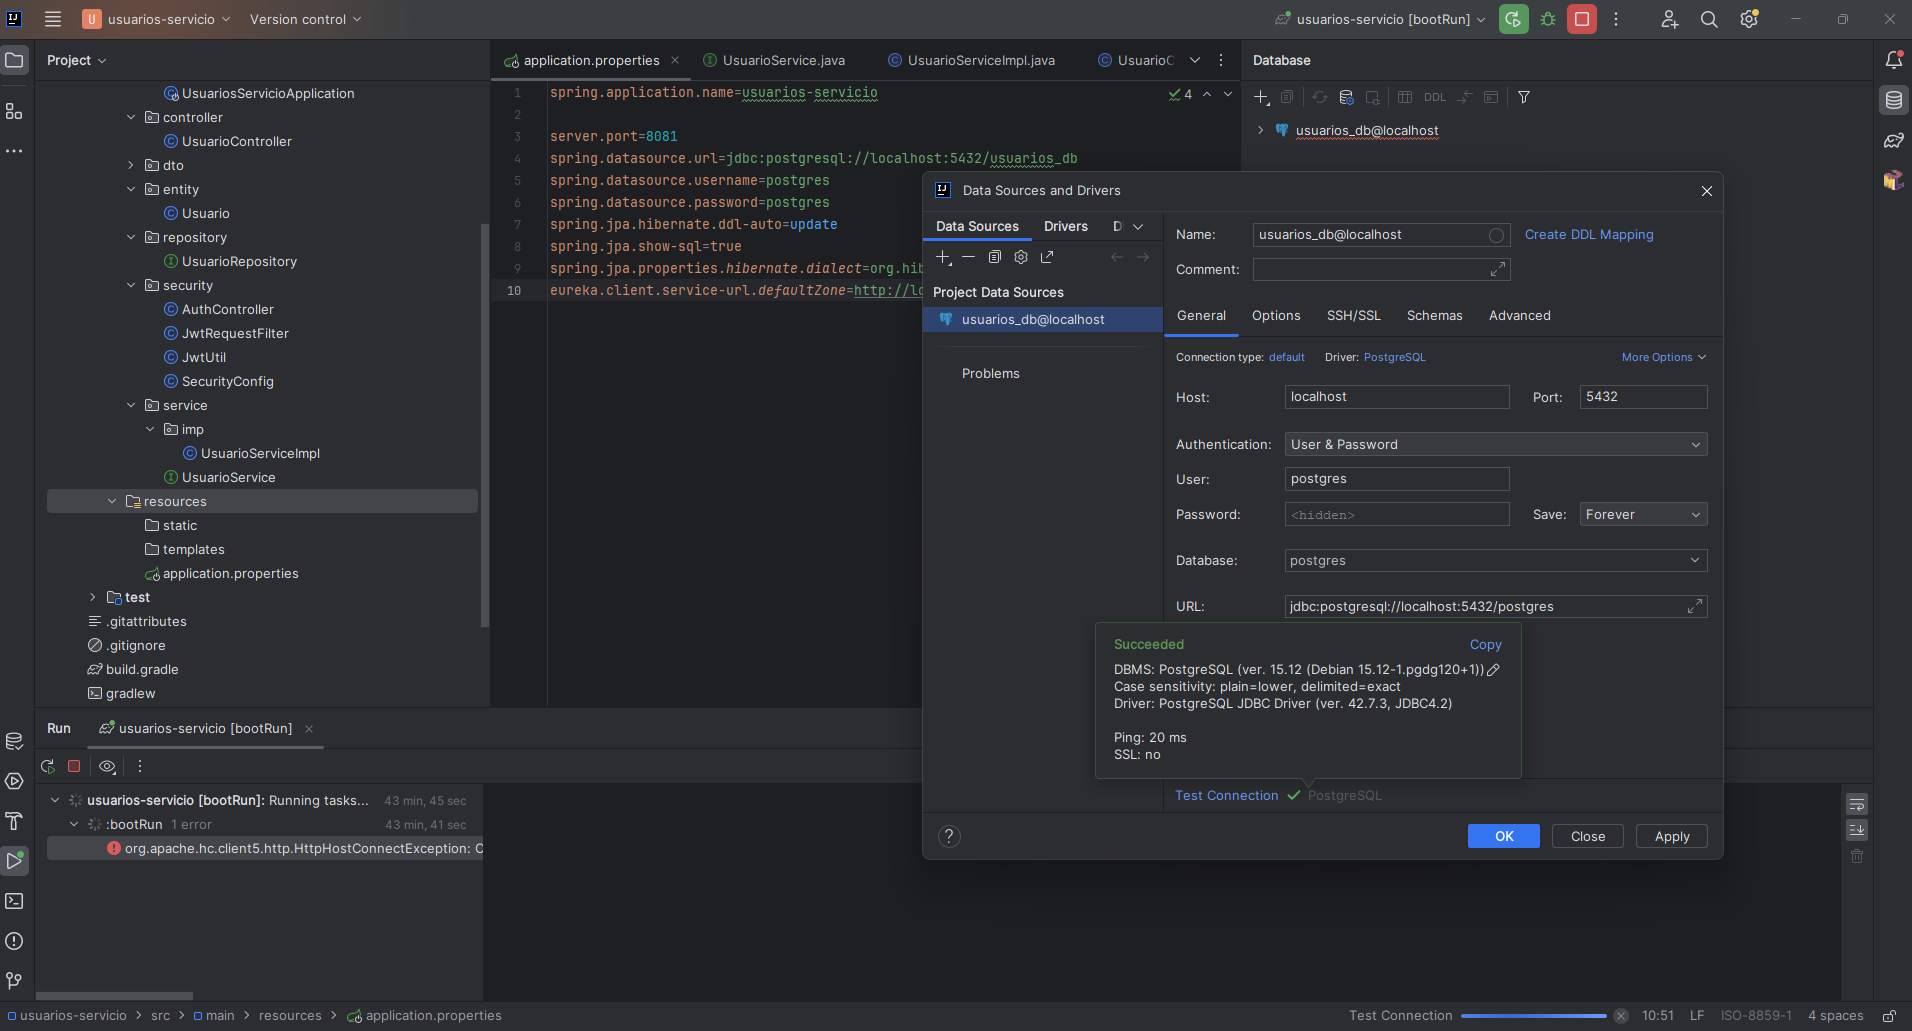 usuarios-servicio
Version control
usuarios-servicio [bootRun]
Project
UsuariosServicioApplication
controller
UsuarioController
dto
entity
Usuario
repository
UsuarioRepository
security
AuthController
JwtRequestFilter
JwtUtil
SecurityConfig
service
imp
UsuarioServiceImpl
UsuarioService
resources
static
templates
application.properties
test
.gitattributes
.gitignore
build.gradle
gradlew
application.properties
UsuarioService.java
UsuarioServiceImpl.java
UsuarioC
4
1 spring.application.name=usuarios-servicio
2
3 server.port=8081
4 spring.datasource.url=jdbc:postgresql://localhost:5432/usuarios_db
5 spring.datasource.username=postgres
6 spring.datasource.password=postgres
7 spring.jpa.hibernate.ddl-auto=update
8 spring.jpa.show-sql=true
9 spring.jpa.properties.hibernate.dialect=org.hib
10 eureka.client.service-url.defaultZone=http://lo
Database
DDL
usuarios_db@localhost
Data Sources and Drivers
Data Sources
Drivers
D
Project Data Sources
usuarios_db@localhost
Problems
Name: usuarios_db@localhost
Create DDL Mapping
Comment:
General
Options
SSH/SSL
Schemas
Advanced
Connection type: default
Driver: PostgreSQL
More Options
Host: localhost
Port: 5432
Authentication: User & Password
User: postgres
Password: <hidden>
Save: Forever
Database: postgres
URL: jdbc:postgresql://localhost:5432/postgres
Succeeded
Copy
DBMS: PostgreSQL (ver. 15.12 (Debian 15.12-1.pgdg120+1))
Case sensitivity: plain=lower, delimited=exact
Driver: PostgreSQL JDBC Driver (ver. 42.7.3, JDBC4.2)
Ping: 20 ms
SSL: no
Test Connection
PostgreSQL
?
OK
Close
Apply
Run
usuarios-servicio [bootRun]
usuarios-servicio [bootRun]: Running tasks... 43 min, 45 sec
:bootRun 1 error 43 min, 41 sec
org.apache.hc.client5.http.HttpHostConnectException: C
usuarios-servicio > src > main > resources > application.properties
Test Connection
10:51
LF
ISO-8859-1
4 spaces